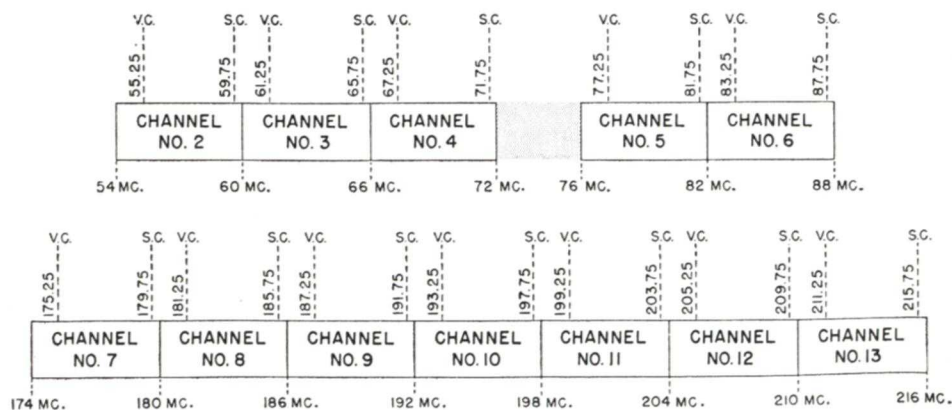 V.C. S.C. V.C. S.C. V.C. S.C. V.C. S.C. V.C. S.C.
55.25 59.75 61.25 65.75 67.25 71.75 77.25 81.75 83.25 87.75
CHANNEL CHANNEL CHANNEL CHANNEL CHANNEL
NO. 2 NO. 3 NO. 4 NO. 5 NO. 6
54 MC. 60 MC. 66 MC. 72 MC. 76 MC. 82 MC. 88 MC.
V.C. S.C. V.C. S.C. V.C. S.C. V.C. S.C. V.C. S.C. V.C. S.C. V.C. S.C.
175.25 179.75 181.25 185.75 187.25 191.75 193.25 197.75 199.25 203.75 205.25 209.75 211.25 215.75
CHANNEL CHANNEL CHANNEL CHANNEL CHANNEL CHANNEL CHANNEL
NO. 7 NO. 8 NO. 9 NO. 10 NO. 11 NO. 12 NO. 13
174 MC. 180 MC. 186 MC. 192 MC. 198 MC. 204 MC. 210 MC. 216 MC.